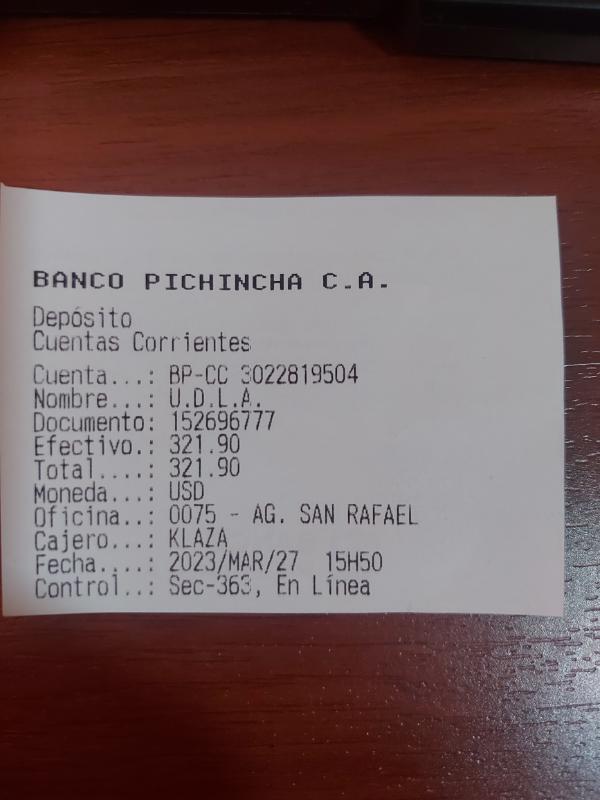 BANCO PICHINCHA C.A.
Depósito
Cuentas Corrientes
Cuenta...: BP-CC 3022819504
Nombre...: U.D.L.A.
Documento: 152696777
Efectivo.: 321.90
Total....: 321.90
Moneda...: USD
Oficina..: 0075 - AG. SAN RAFAEL
Cajero...: KLAZA
Fecha....: 2023/MAR/27  15H50
Control..: Sec-363, En Línea